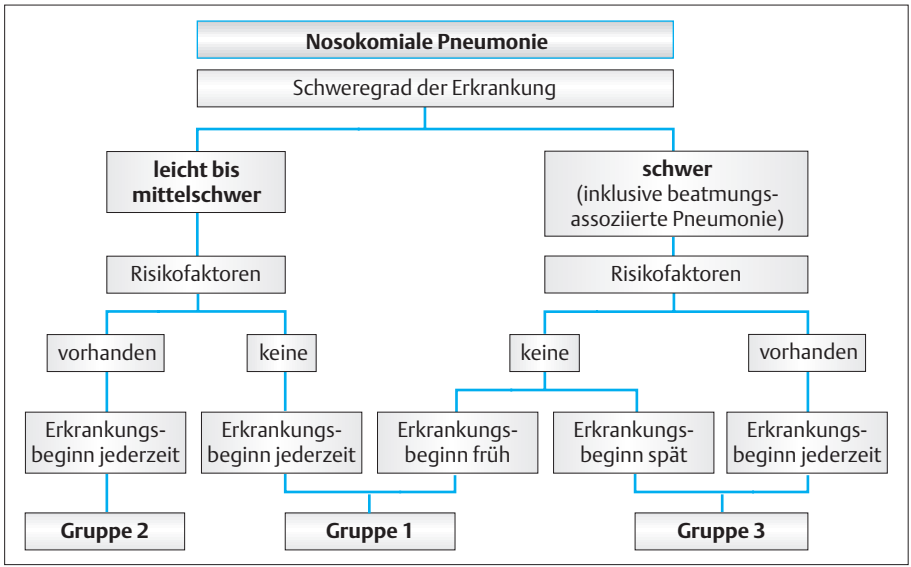 Nosokomiale Pneumonie
Schweregrad der Erkrankung
leicht bis
mittelschwer
schwer
(inklusive beatmungs-
assoziierte Pneumonie)
Risikofaktoren
Risikofaktoren
vorhanden
keine
keine
vorhanden
Erkrankungs-
beginn jederzeit
Erkrankungs-
beginn jederzeit
Erkrankungs-
beginn früh
Erkrankungs-
beginn spät
Erkrankungs-
beginn jederzeit
Gruppe 2
Gruppe 1
Gruppe 3